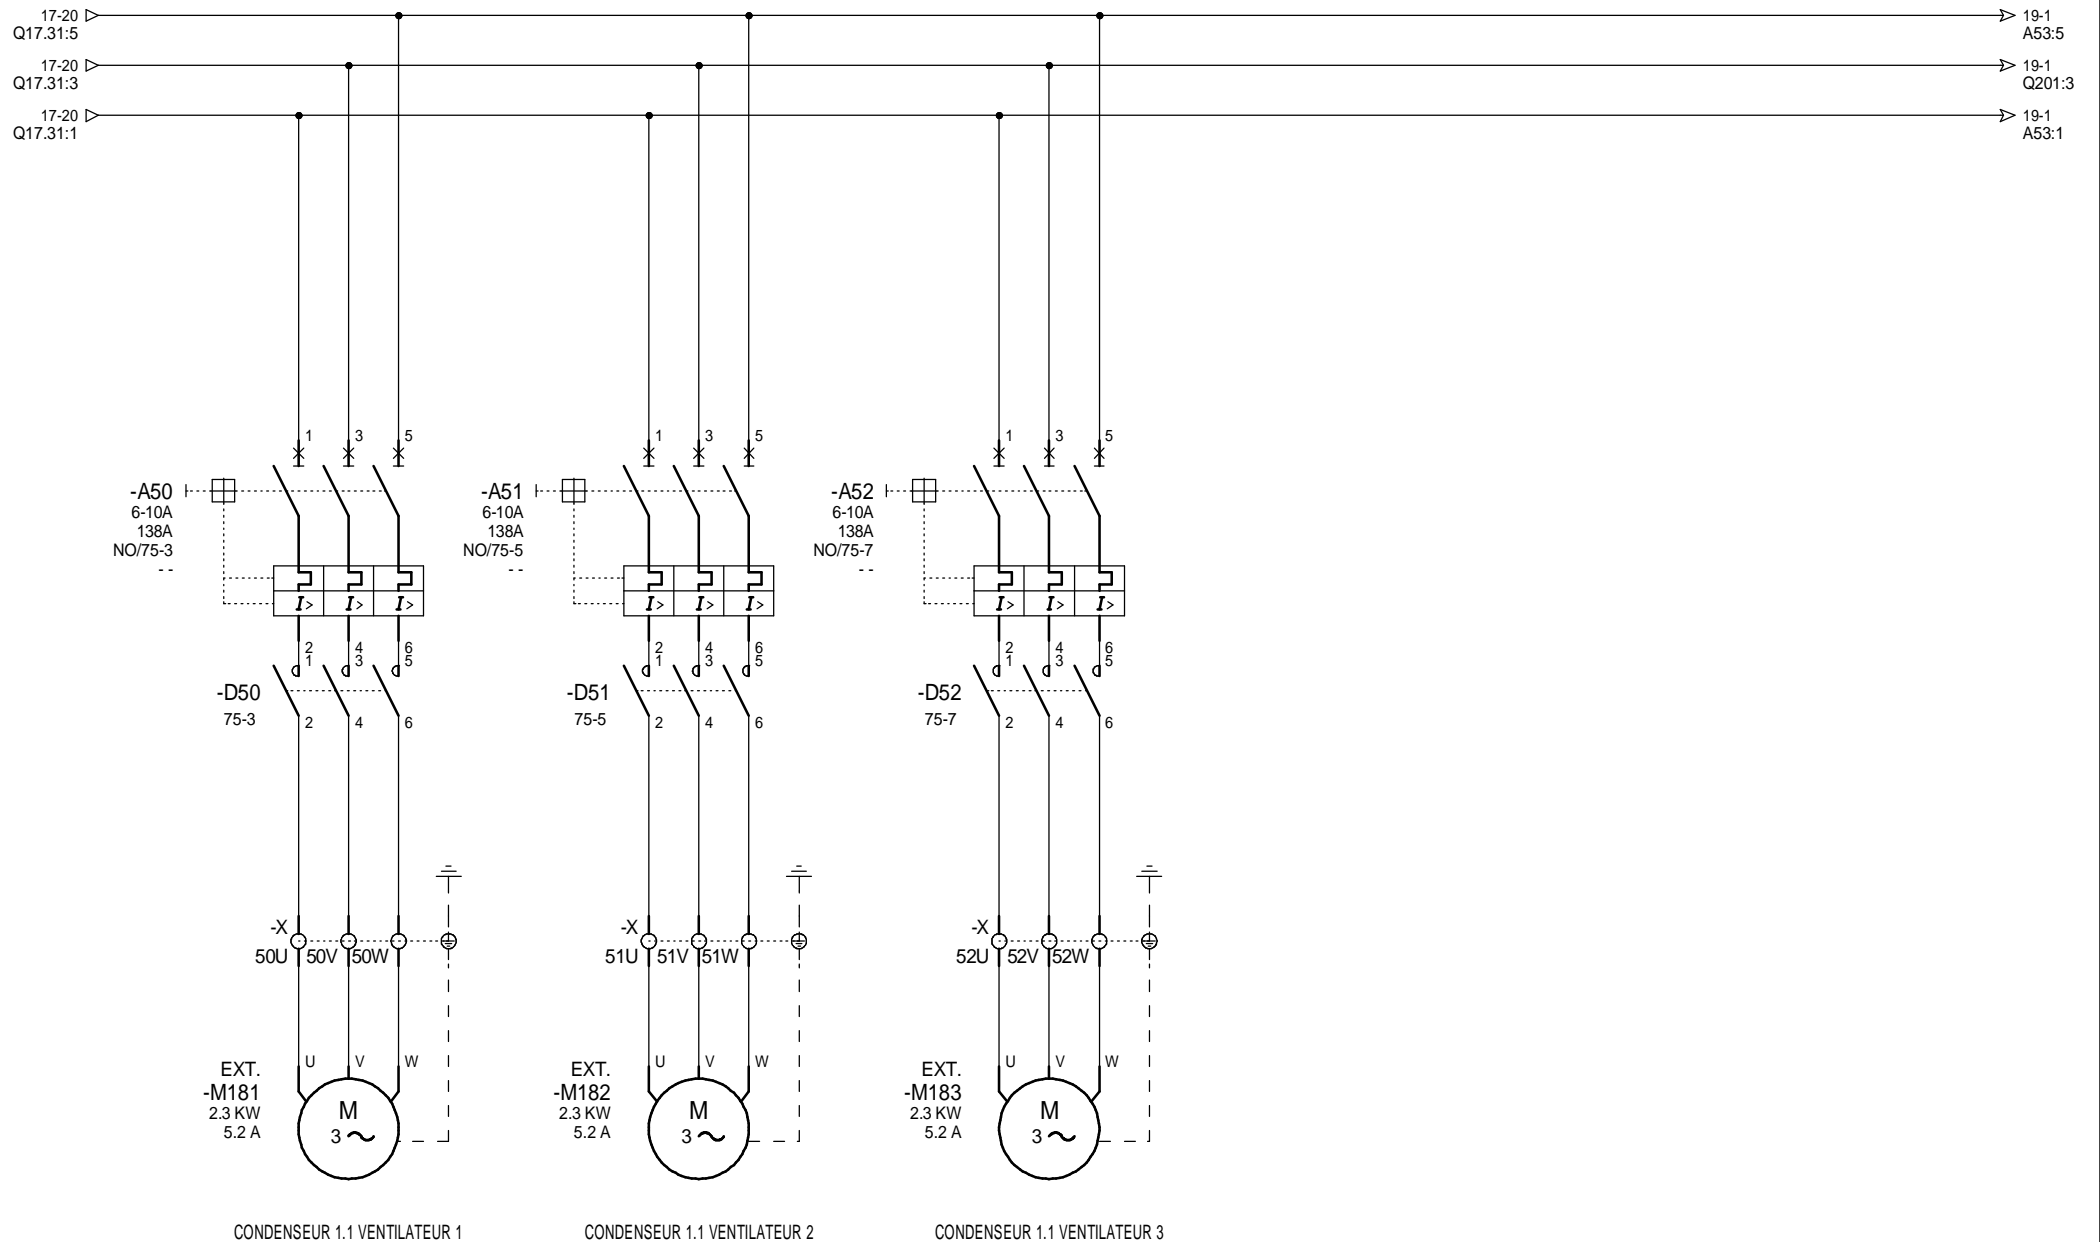 17-20
Q17.31:5
19-1
A53:5
17-20
Q17.31:3
19-1
Q201:3
17-20
Q17.31:1
19-1
A53:1
1 3 5
1 3 5
1 3 5
-A50
6-10A
138A
NO/75-3
- -
-A51
6-10A
138A
NO/75-5
- -
-A52
6-10A
138A
NO/75-7
- -
I> I> I>
I> I> I>
I> I> I>
2 4 6
2 4 6
2 4 6
1 3 5
1 3 5
1 3 5
-D50
75-3
-D51
75-5
-D52
75-7
2 4 6
2 4 6
2 4 6
-X
50U 50V 50W
-X
51U 51V 51W
-X
52U 52V 52W
U V W
U V W
U V W
EXT.
-M181
2.3 KW
5.2 A
M
3
EXT.
-M182
2.3 KW
5.2 A
M
3
EXT.
-M183
2.3 KW
5.2 A
M
3
CONDENSEUR 1.1 VENTILATEUR 1
CONDENSEUR 1.1 VENTILATEUR 2
CONDENSEUR 1.1 VENTILATEUR 3